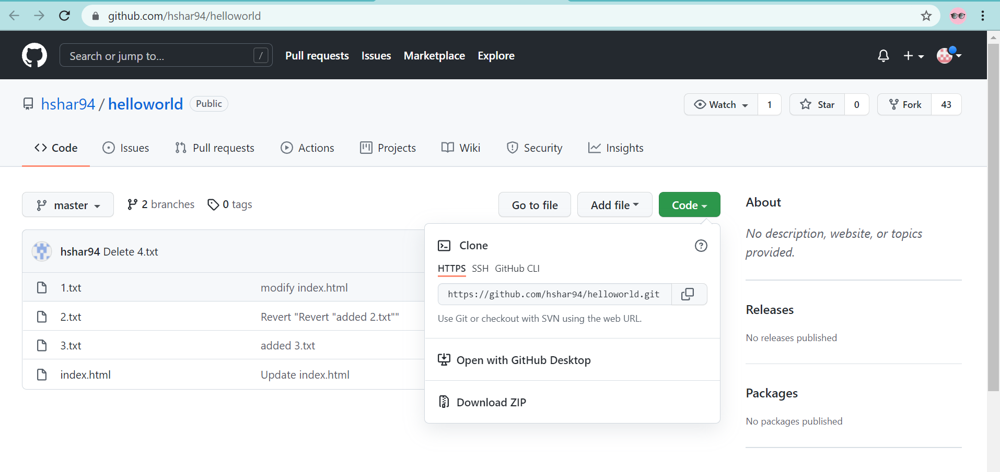 github.com/hshar94/helloworld
Search or jump to... /
Pull requests Issues Marketplace Explore
hshar94 / helloworld Public
Watch 1 Star 0 Fork 43
Code Issues Pull requests Actions Projects Wiki Security Insights
master 2 branches 0 tags
Go to file Add file Code
hshar94 Delete 4.txt
1.txt modify index.html
2.txt Revert "Revert "added 2.txt""
3.txt added 3.txt
index.html Update index.html
Clone ?
HTTPS SSH GitHub CLI
https://github.com/hshar94/helloworld.git
Use Git or checkout with SVN using the web URL.
Open with GitHub Desktop
Download ZIP
About
No description, website, or topics
provided.
Releases
No releases published
Packages
No packages published